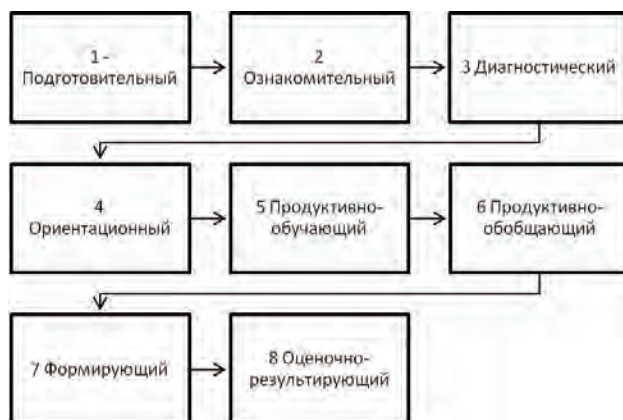 1 -
Подготовительный
2
Ознакомительный
3 Диагностический
4
Ориентационный
5 Продуктивно-
обучающий
6 Продуктивно-
обобщающий
7 Формирующий
8 Оценочно-
результирующий